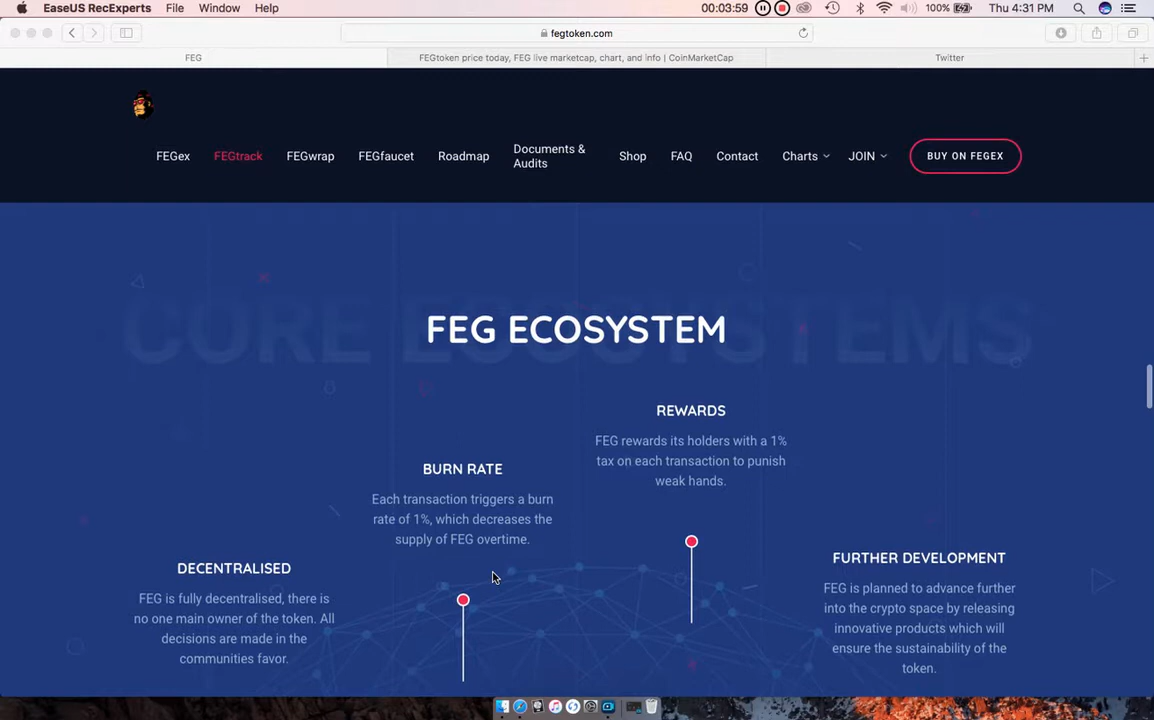 EaseUS RecExperts File Window Help 00:03:59 100% Thu 4:31 PM
fegtoken.com
FEG FEGtoken price today, FEG live marketcap, chart, and info | CoinMarketCap Twitter
FEGex FEGtrack FEGwrap FEGfaucet Roadmap Documents & Audits Shop FAQ Contact Charts JOIN BUY ON FEGEX
CORE ECOSYSTEMS
FEG ECOSYSTEM
REWARDS
FEG rewards its holders with a 1%
tax on each transaction to punish
weak hands.
BURN RATE
Each transaction triggers a burn
rate of 1%, which decreases the
supply of FEG overtime.
DECENTRALISED
FEG is fully decentralised, there is
no one main owner of the token. All
decisions are made in the
communities favor.
FURTHER DEVELOPMENT
FEG is planned to advance further
into the crypto space by releasing
innovative products which will
ensure the sustainability of the
token.